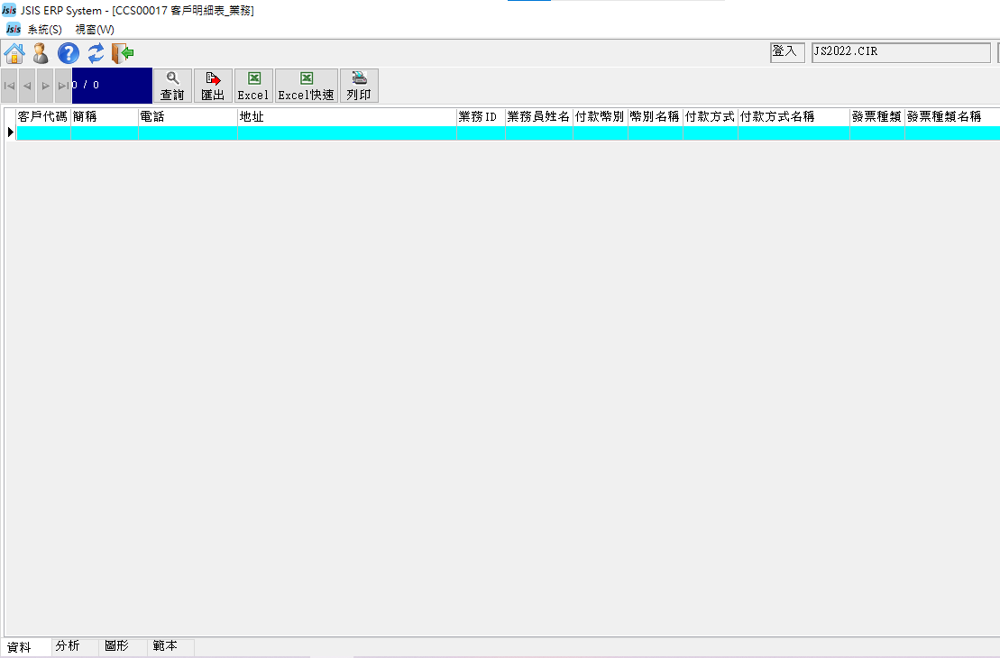 jsis JSIS ERP System - [CCS00017 客戶明細表_業務]
jsis 系統(S) 視窗(W)
登入 JS2022.CIR
0 / 0 查詢 匯出 Excel Excel快速 列印
客戶代碼 簡稱 電話 地址 業務ID 業務員姓名 付款幣別 幣別名稱 付款方式 付款方式名稱 發票種類 發票種類名稱
資料 分析 圖形 範本